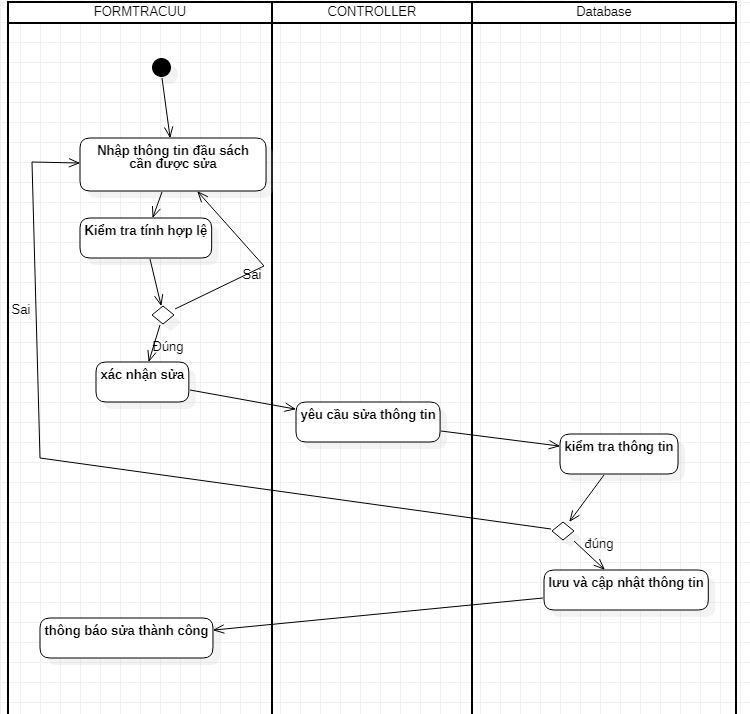 FORMTRACUU
CONTROLLER
Database
Nhập thông tin đầu sách
cần được sửa
Kiểm tra tính hợp lệ
Sai
Sai
Đúng
xác nhận sửa
yêu cầu sửa thông tin
kiểm tra thông tin
đúng
lưu và cập nhật thông tin
thông báo sửa thành công